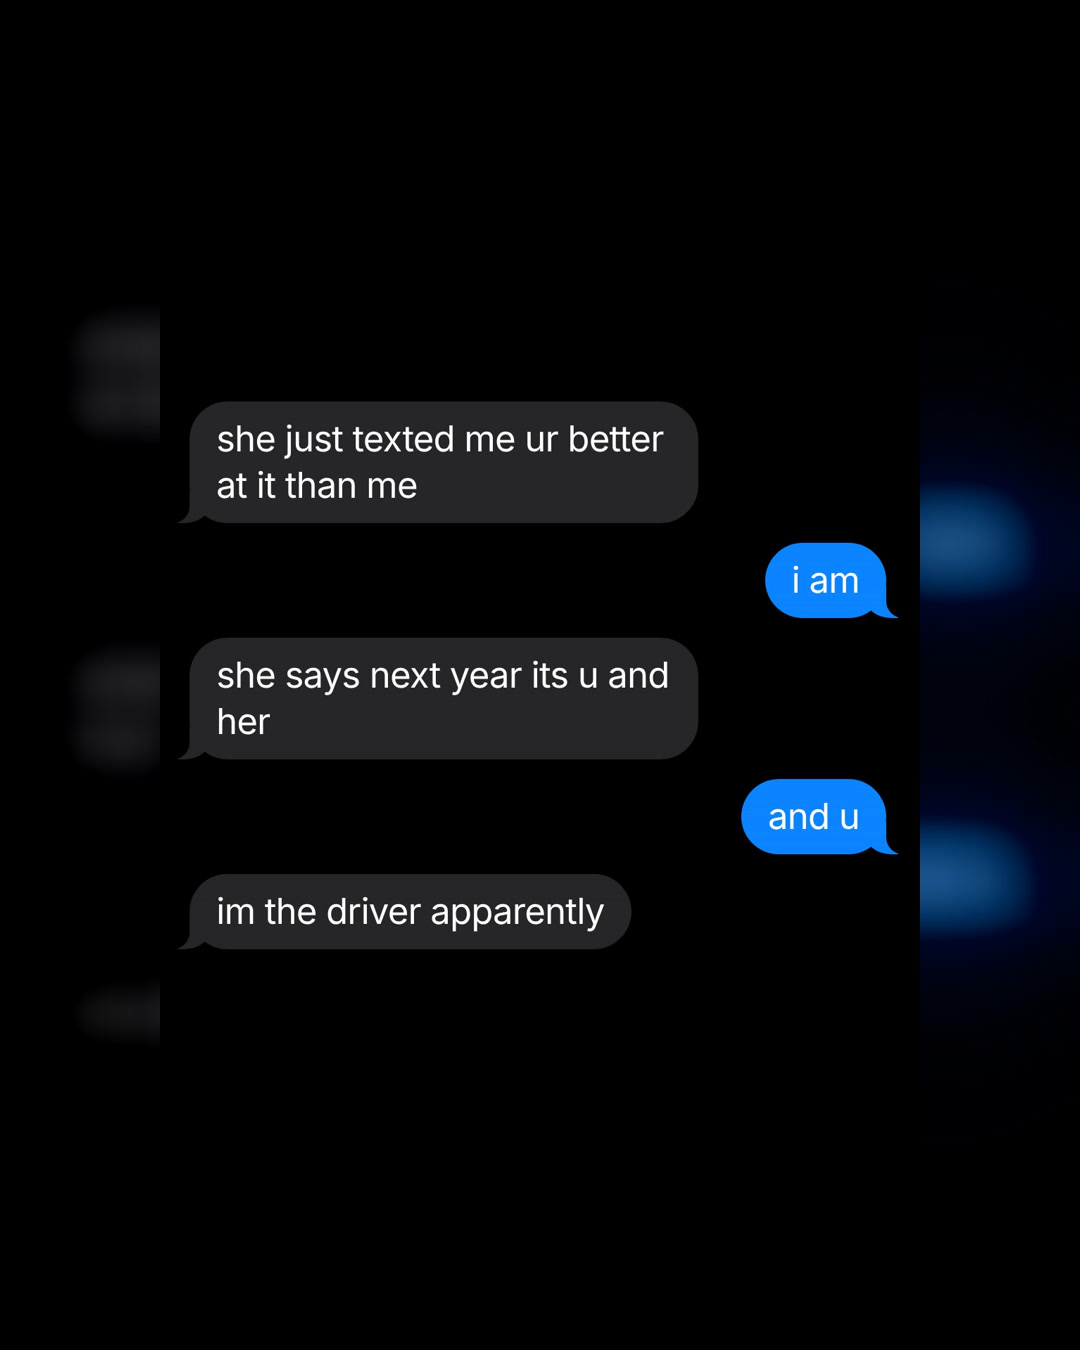 she just texted me ur better
at it than me
i am
she says next year its u and
her
and u
im the driver apparently